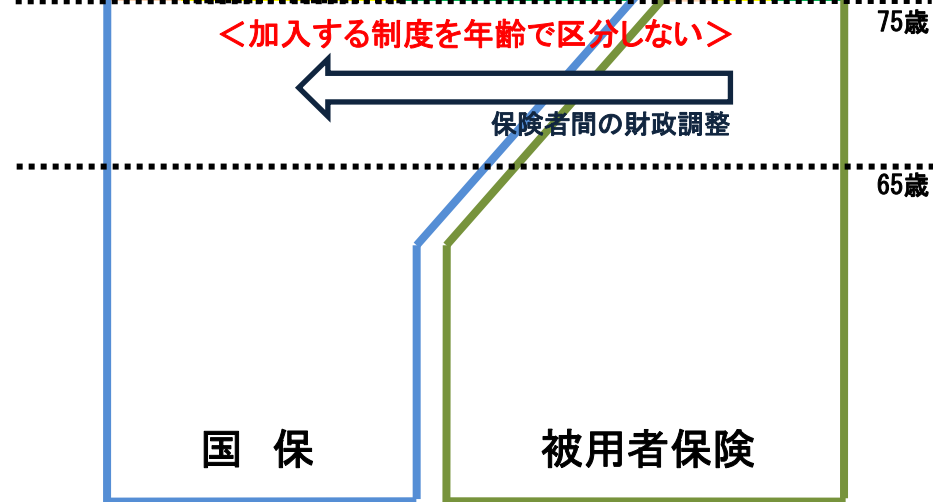 75歳
＜加入する制度を年齢で区分しない＞
保険者間の財政調整
65歳
国　保
被用者保険